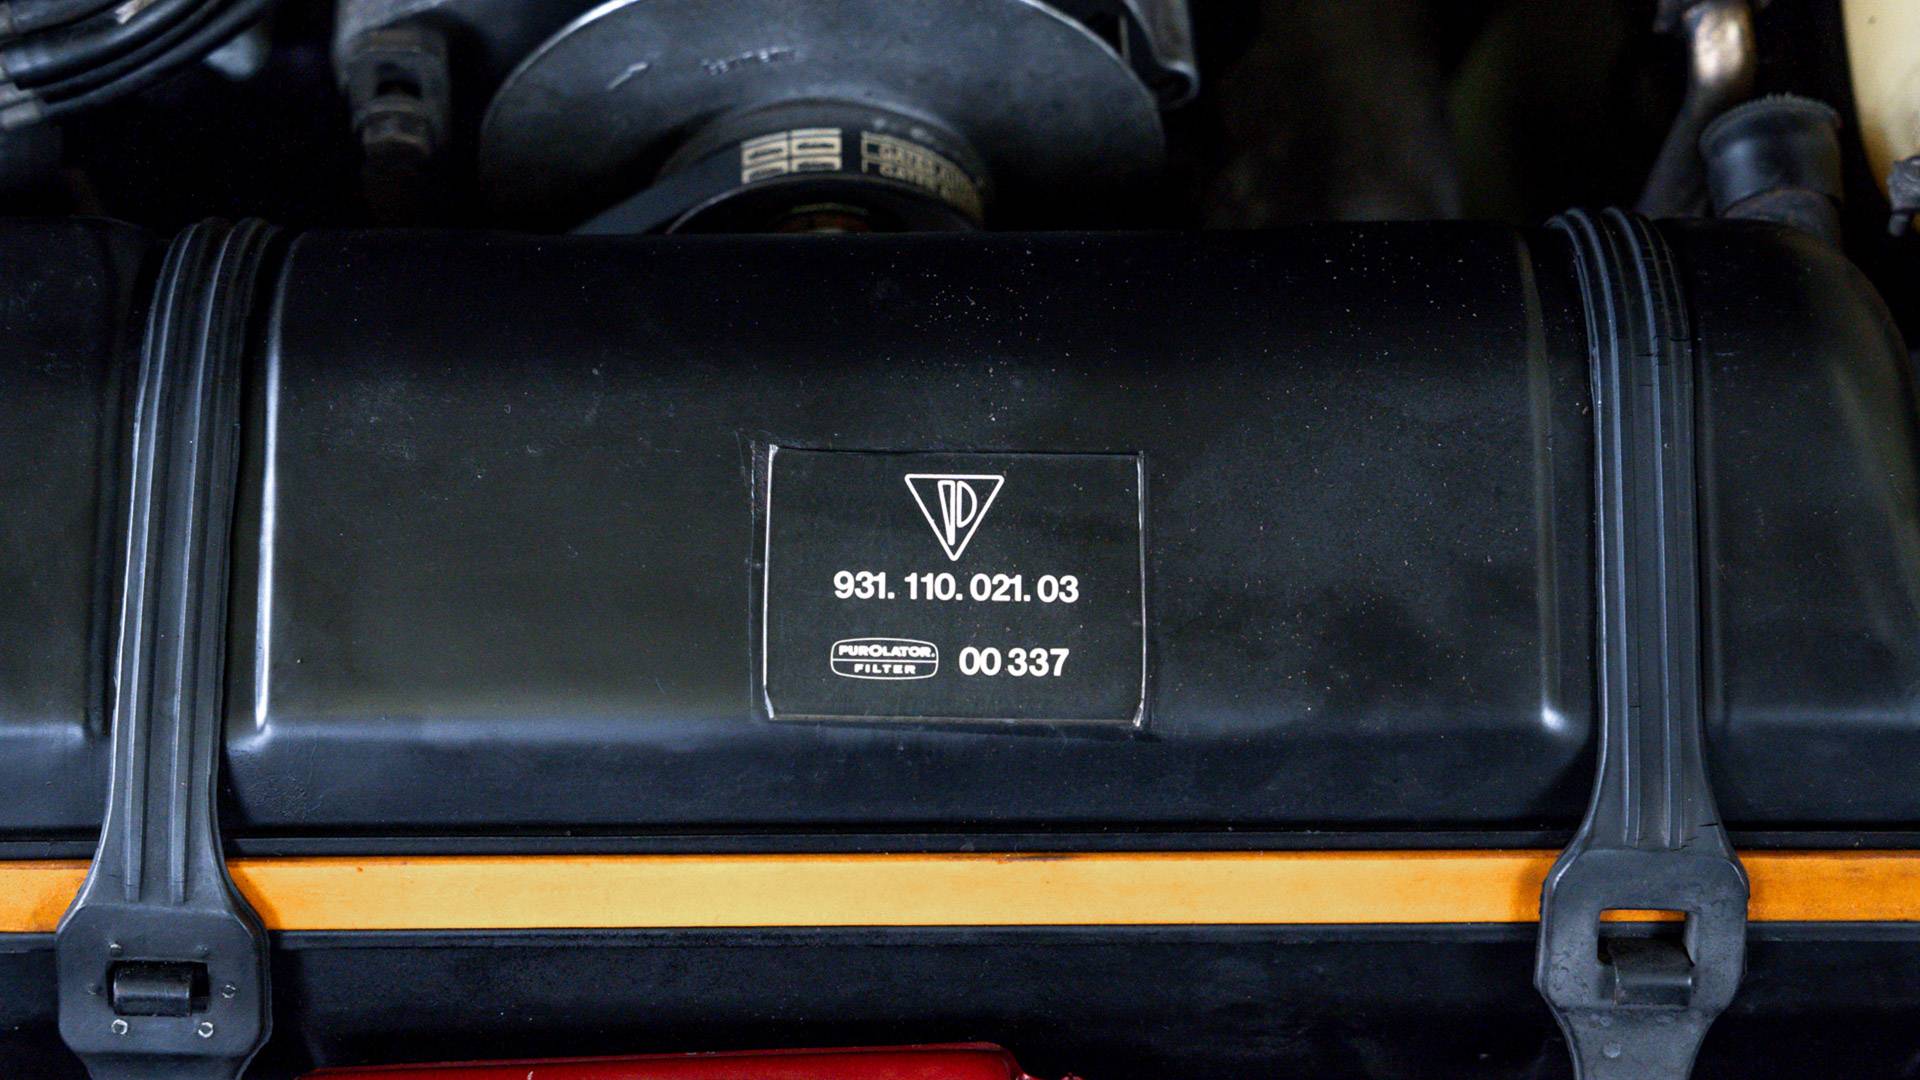 931. 110. 021. 03
PUROLATOR.
FILTER
00 337